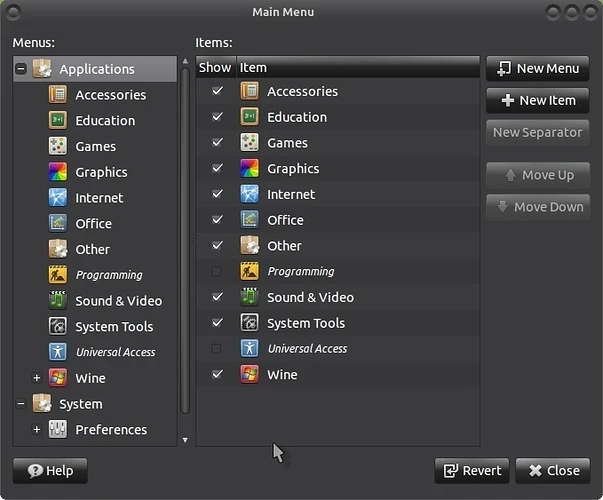 Main Menu
Menus:
Applications
Accessories
Education
Games
Graphics
Internet
Office
Other
Programming
Sound & Video
System Tools
Universal Access
Wine
System
Preferences
Items:
Show Item
Accessories
Education
Games
Graphics
Internet
Office
Other
Programming
Sound & Video
System Tools
Universal Access
Wine
New Menu
New Item
New Separator
Move Up
Move Down
Help
Revert
Close